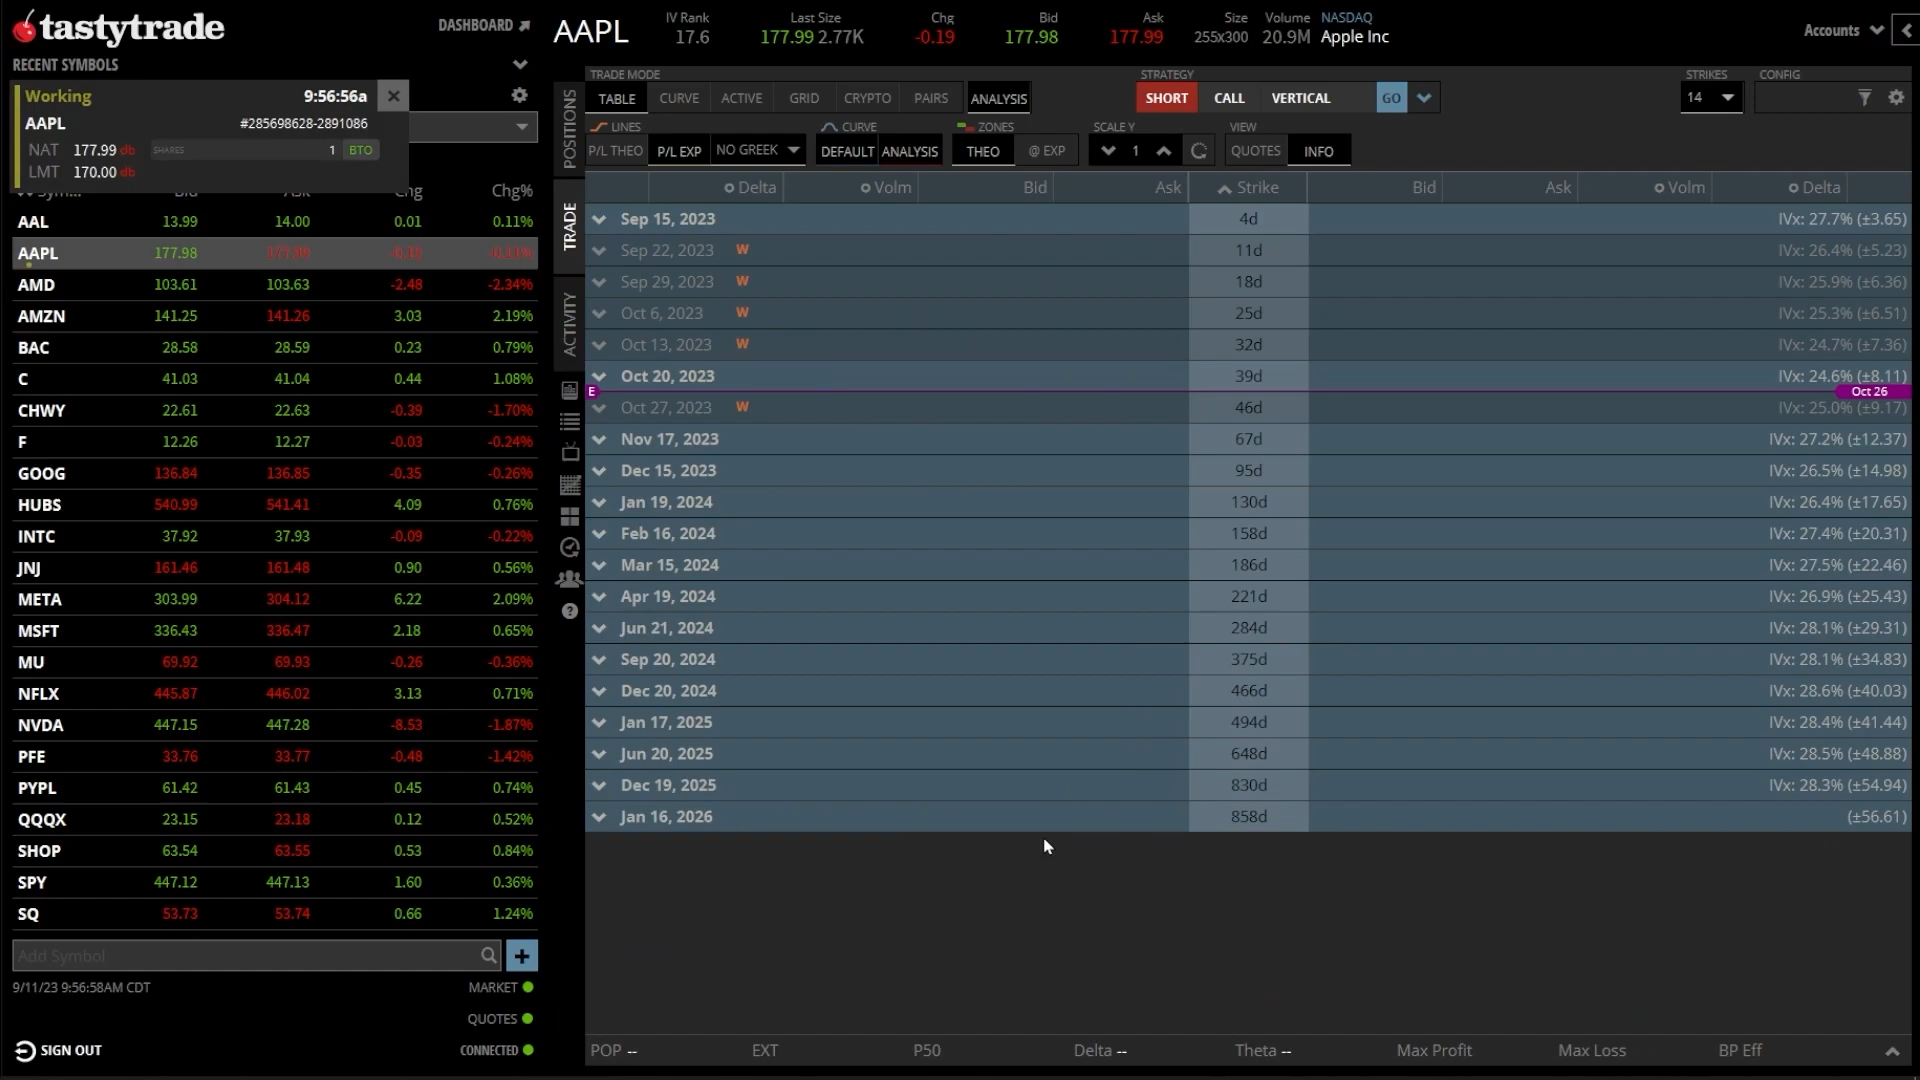 tastytrade
DASHBOARD
RECENT SYMBOLS
Working 9:56:56a
AAPL #285698628-2891086
NAT 177.99 db SHARES 1 BTO
LMT 170.00 db
Chg Chg%
AAL 13.99 14.00 0.01 0.11%
AAPL 177.98
AMD 103.61 103.63 -2.48 -2.34%
AMZN 141.25 141.26 3.03 2.19%
BAC 28.58 28.59 0.23 0.79%
C 41.03 41.04 0.44 1.08%
CHWY 22.61 22.63 -0.39 -1.70%
F 12.26 12.27 -0.03 -0.24%
GOOG 136.84 136.85 -0.35 -0.26%
HUBS 540.99 541.41 4.09 0.76%
INTC 37.92 37.93 -0.09 -0.22%
JNJ 161.46 161.48 0.90 0.56%
META 303.99 304.12 6.22 2.09%
MSFT 336.43 336.47 2.18 0.65%
MU 69.92 69.93 -0.26 -0.36%
NFLX 445.87 446.02 3.13 0.71%
NVDA 447.15 447.28 -8.53 -1.87%
PFE 33.76 33.77 -0.48 -1.42%
PYPL 61.42 61.43 0.45 0.74%
QQQX 23.15 23.18 0.12 0.52%
SHOP 63.54 63.55 0.53 0.84%
SPY 447.12 447.13 1.60 0.36%
SQ 53.73 53.74 0.66 1.24%
Add Symbol
9/11/23 9:56:58AM CDT MARKET
QUOTES
SIGN OUT CONNECTED
AAPL
IV Rank Last Size Chg Bid Ask Size Volume NASDAQ
17.6 177.99 2.77K -0.19 177.98 177.99 255x300 20.9M Apple Inc
Accounts
POSITIONS
TRADE
ACTIVITY
TRADE MODE STRATEGY STRIKES CONFIG
TABLE CURVE ACTIVE GRID CRYPTO PAIRS ANALYSIS SHORT CALL VERTICAL GO 14
LINES CURVE ZONES SCALE Y VIEW
P/L THEO P/L EXP NO GREEK DEFAULT ANALYSIS THEO @ EXP 1 QUOTES INFO
Delta Volm Bid Ask Strike Bid Ask Volm Delta
Sep 15, 2023 4d IVx: 27.7% (±3.65)
Sep 22, 2023 W 11d IVx: 26.4% (±5.23)
Sep 29, 2023 W 18d IVx: 25.9% (±6.36)
Oct 6, 2023 W 25d IVx: 25.3% (±6.51)
Oct 13, 2023 W 32d IVx: 24.7% (±7.36)
Oct 20, 2023 39d IVx: 24.6% (±8.11)
E Oct 26
Oct 27, 2023 W 46d IVx: 25.0% (±9.17)
Nov 17, 2023 67d IVx: 27.2% (±12.37)
Dec 15, 2023 95d IVx: 26.5% (±14.98)
Jan 19, 2024 130d IVx: 26.4% (±17.65)
Feb 16, 2024 158d IVx: 27.4% (±20.31)
Mar 15, 2024 186d IVx: 27.5% (±22.46)
Apr 19, 2024 221d IVx: 26.9% (±25.43)
Jun 21, 2024 284d IVx: 28.1% (±29.31)
Sep 20, 2024 375d IVx: 28.1% (±34.83)
Dec 20, 2024 466d IVx: 28.6% (±40.03)
Jan 17, 2025 494d IVx: 28.4% (±41.44)
Jun 20, 2025 648d IVx: 28.5% (±48.88)
Dec 19, 2025 830d IVx: 28.3% (±54.94)
Jan 16, 2026 858d (±56.61)
POP -- EXT P50 Delta -- Theta -- Max Profit Max Loss BP Eff